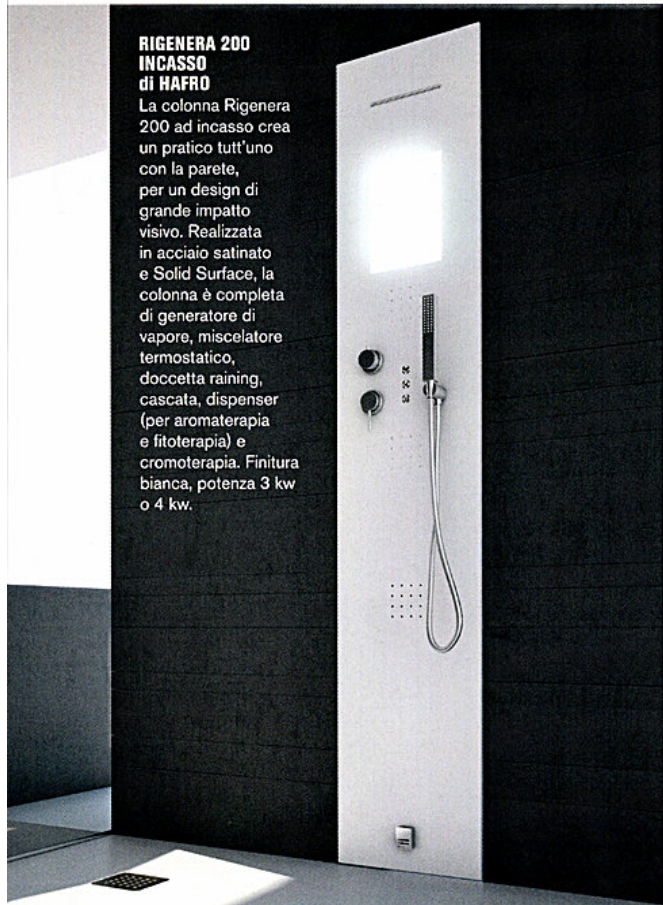 RIGENERA 200
INCASSO
di HAFRO
La colonna Rigenera
200 ad incasso crea
un pratico tutt'uno
con la parete,
per un design di
grande impatto
visivo. Realizzata
in acciaio satinato
e Solid Surface, la
colonna è completa
di generatore di
vapore, miscelatore
termostatico,
doccetta raining,
cascata, dispenser
(per aromaterapia
e fitoterapia) e
cromoterapia. Finitura
bianca, potenza 3 kw
o 4 kw.